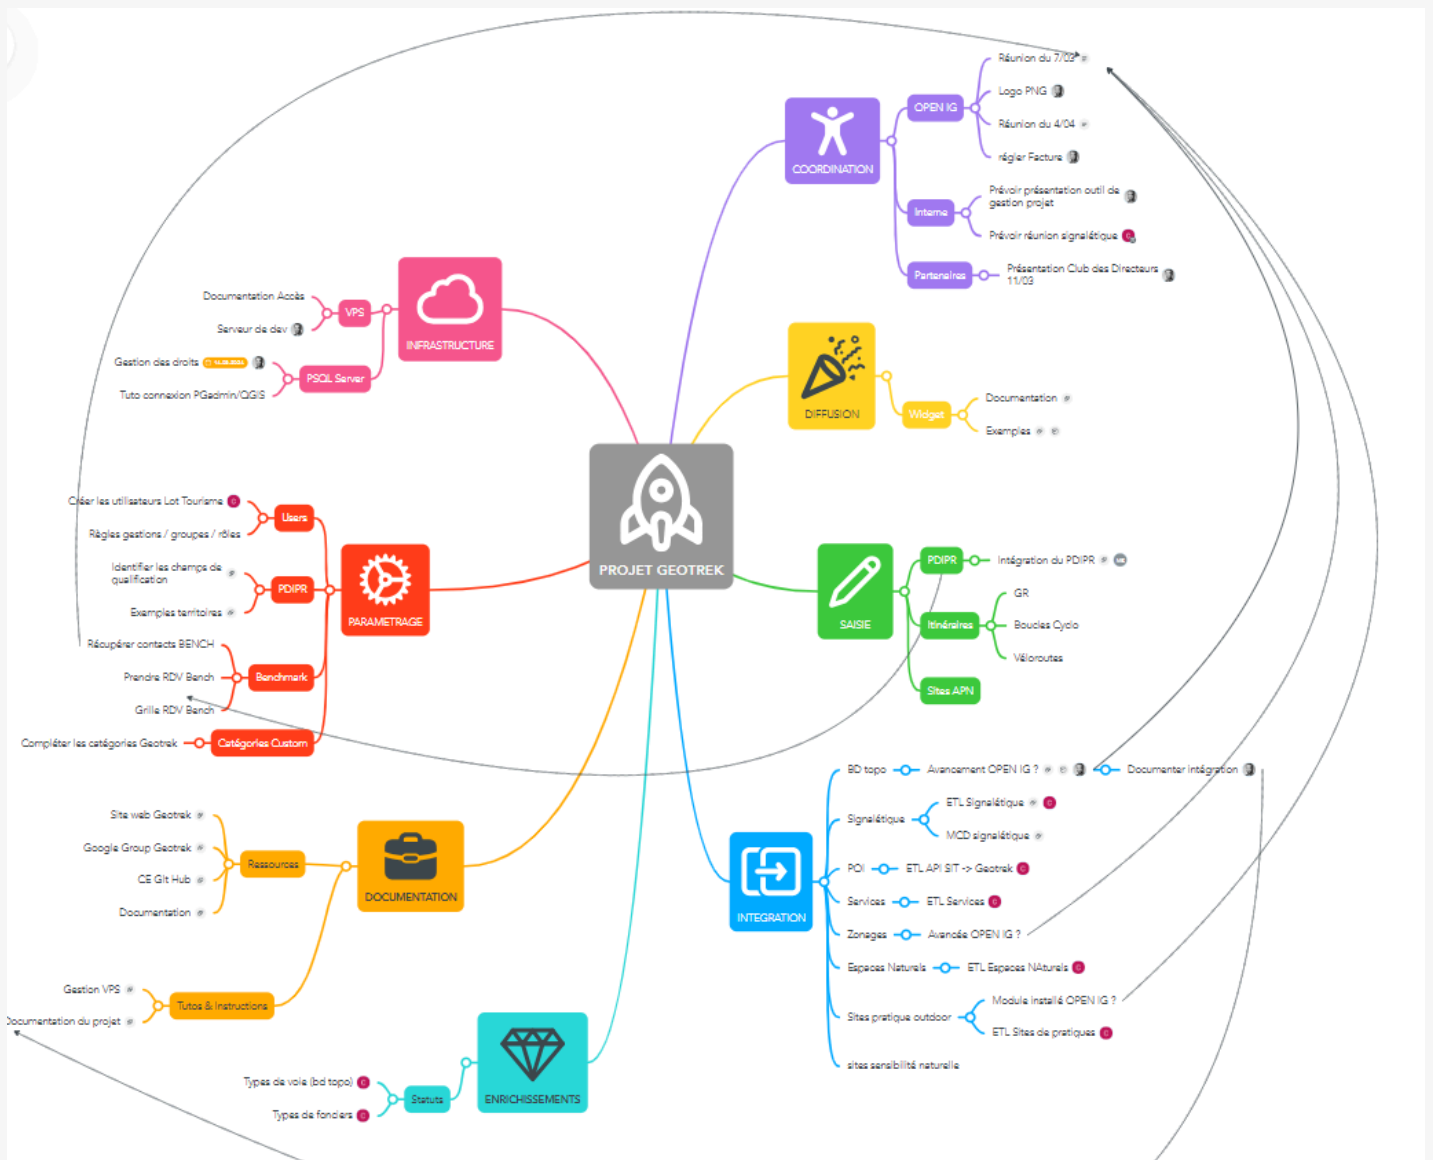 PROJET GEOTREK
COORDINATION
OPEN IG
Réunion du 7/03
Logo PNG
Réunion du 4/04
régler Facture
Interne
Prévoir présentation outil de
gestion projet
Prévoir réunion signalétique
Partenaires
Présentation Club des Directeurs
11/03
DIFFUSION
Widget
Documentation
Exemples
SAISIE
PDIPR
Intégration du PDIPR
Itinéraires
GR
Boucles Cyclo
Véloroutes
Sites APN
INTEGRATION
BD topo
Avancement OPEN IG ?
Documenter intégration
Signalétique
ETL Signalétique
MCD signalétique
POI
ETL API SIT -> Geotrek
Services
ETL Services
Zonages
Avancée OPEN IG ?
Espaces Naturels
ETL Espaces NAturels
Sites pratique outdoor
Module installé OPEN IG ?
ETL Sites de pratiques
sites sensibilité naturelle
INFRASTRUCTURE
VPS
Documentation Accès
Serveur de dev
PSQL Server
Gestion des droits
Tuto connexion PGadmin/QGIS
PARAMETRAGE
Users
Créer les utilisateurs Lot Tourisme
Règles gestions / groupes / rôles
PDIPR
Identifier les champs de
qualification
Exemples territoires
Benchmark
Récupérer contacts BENCH
Prendre RDV Bench
Grille RDV Bench
Catégories Custom
Compléter les catégories Geotrek
DOCUMENTATION
Ressources
Site web Geotrek
Google Group Geotrek
CE Git Hub
Documentation
Tutos & Instructions
Gestion VPS
Documentation du projet
ENRICHISSEMENTS
Statuts
Types de voie (bd topo)
Types de fonciers